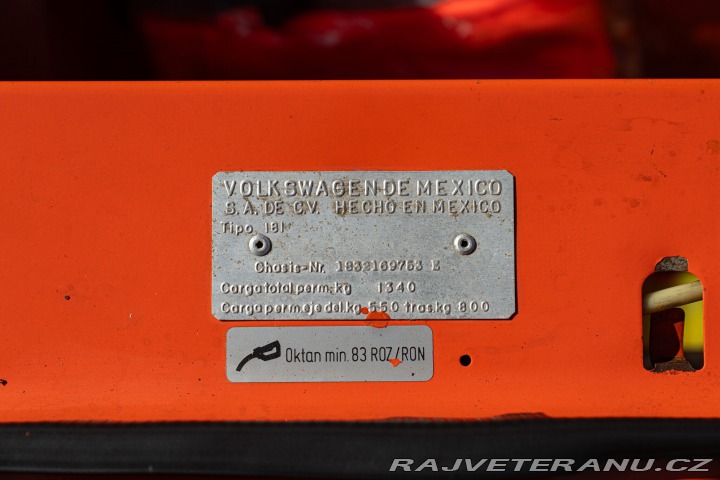 VOLKSWAGEN DE MEXICO
S.A. DE C.V. HECHO EN MEXICO
Tipo 181
Chasis-Nr. 1832169753 E
Carga total perm. kg 1340
Carga perm eje del. kg 550 tras. kg 800
Oktan min. 83 ROZ/RON
RAJVETERANU.CZ